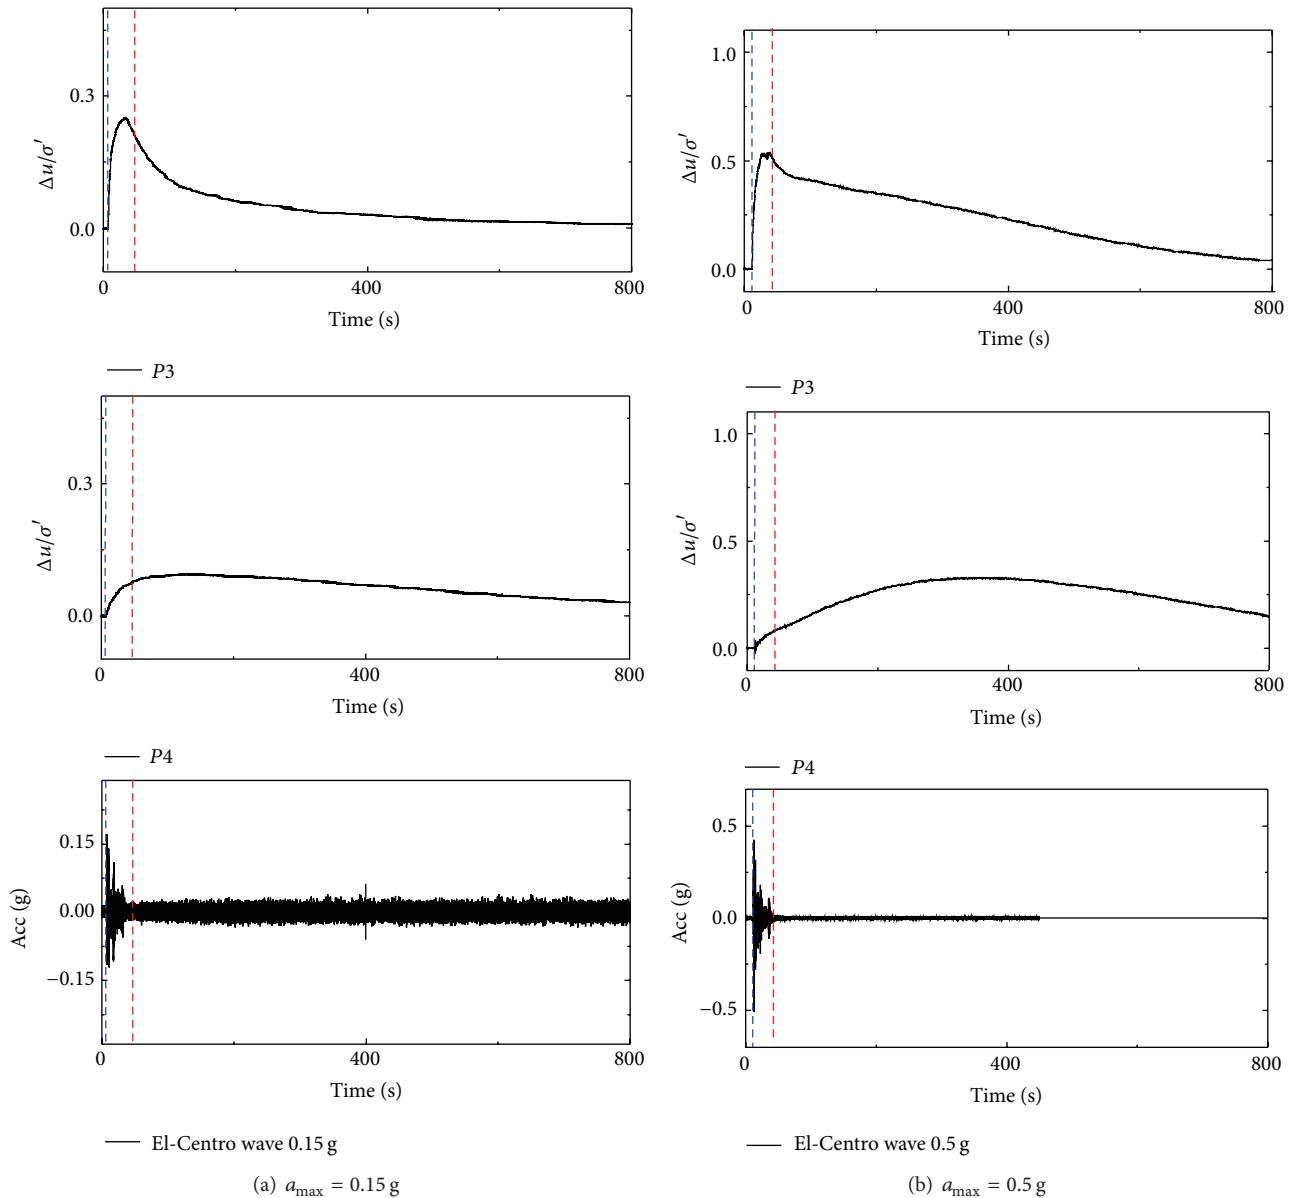 0.3
0.0
Δu/σ′
0 400 800
Time (s)
P3
0.3
0.0
Δu/σ′
0 400 800
Time (s)
P4
0.15
0.00
−0.15
Acc (g)
0 400 800
Time (s)
El-Centro wave 0.15 g
(a) a_max = 0.15 g
1.0
0.5
0.0
Δu/σ′
0 400 800
Time (s)
P3
1.0
0.5
0.0
Δu/σ′
0 400 800
Time (s)
P4
0.5
0.0
−0.5
Acc (g)
0 400 800
Time (s)
El-Centro wave 0.5 g
(b) a_max = 0.5 g